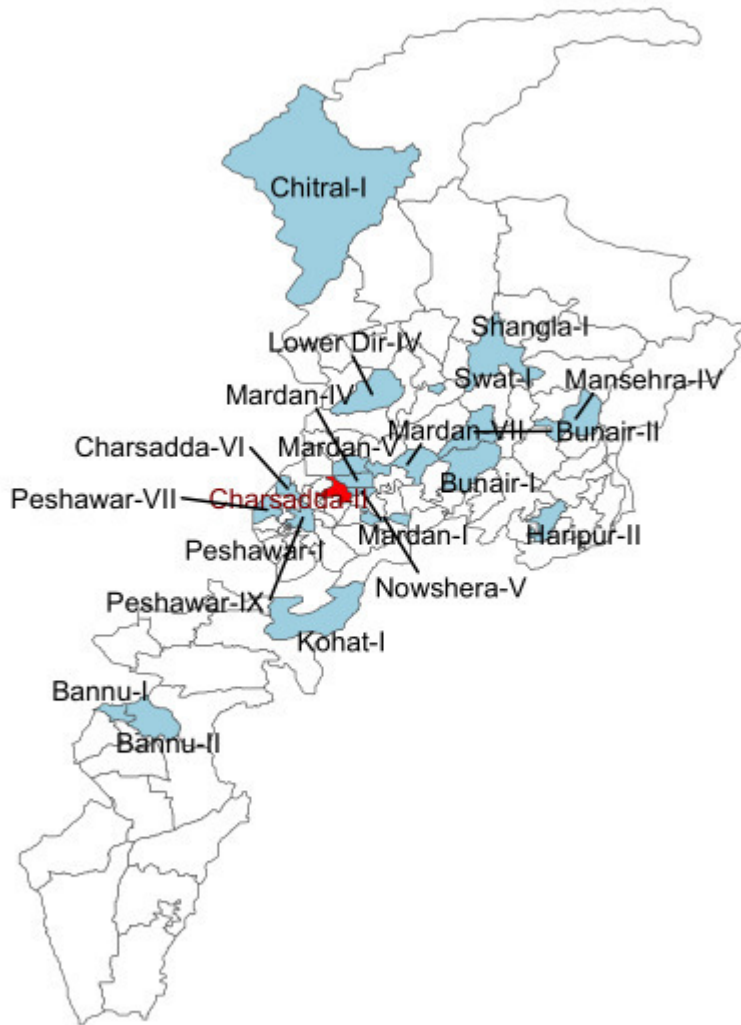 Chitral-I
Shangla-I
Lower Dir-IV
Swat-I
Mansehra-IV
Mardan-IV
Mardan-V
Mardan-VII
Bunair-II
Charsadda-VI
Bunair-I
Peshawar-VII
Charsadda-II
Mardan-I
Haripur-II
Peshawar-I
Nowshera-V
Peshawar-IX
Kohat-I
Bannu-I
Bannu-II